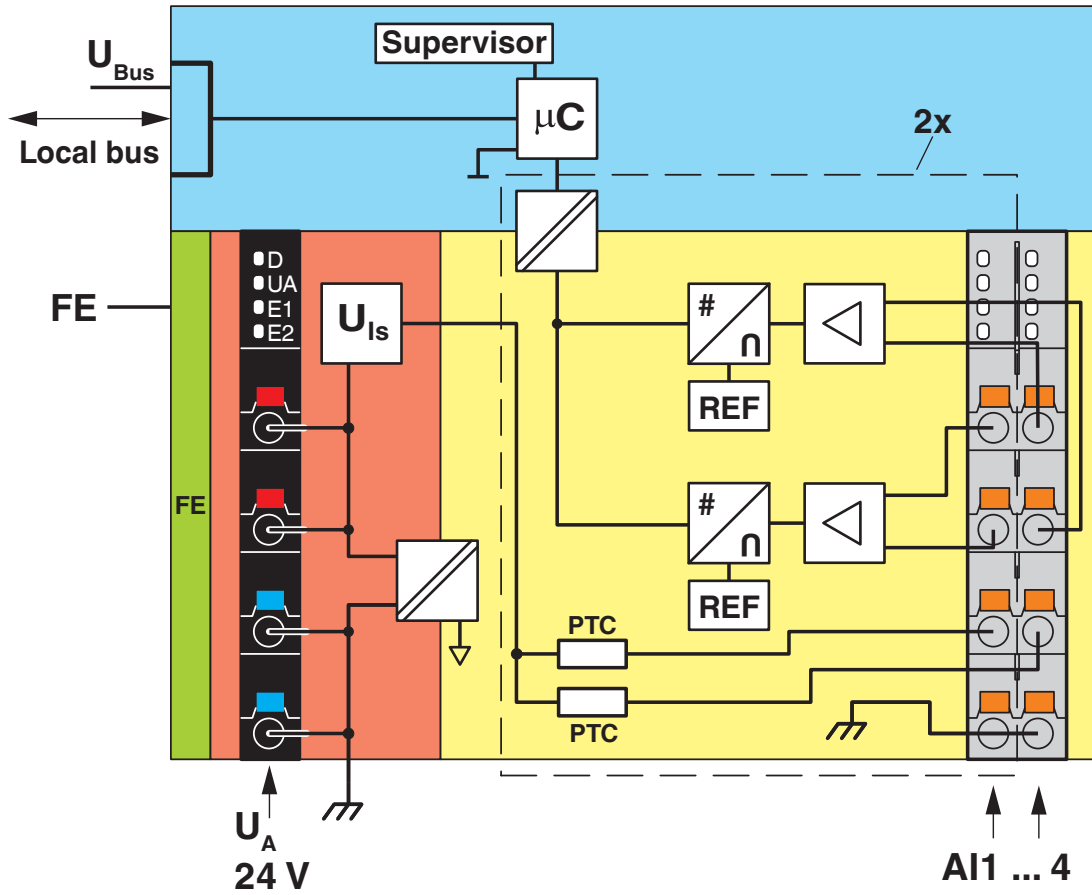 Supervisor
U Bus
μC
2x
Local bus
D
UA
E1
E2
FE
U Is
#
∩
REF
FE
#
∩
REF
PTC
PTC
U A
24 V
AI1 ... 4